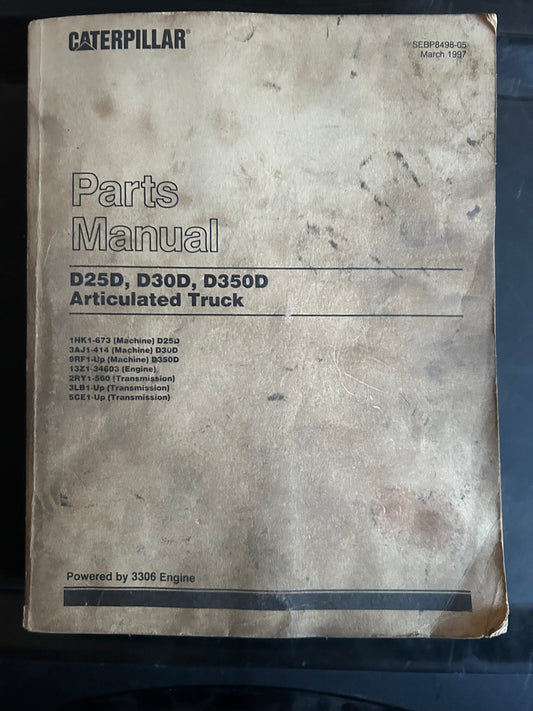 CATERPILLAR
SEBP8498-05
March 1997
Parts
Manual
D25D, D30D, D350D
Articulated Truck
1HK1-673 (Machine) D25D
3AJ1-414 (Machine) D30D
9RF1-Up (Machine) D350D
13Z1-34603 (Engine)
2RY1-560 (Transmission)
3LB1-Up (Transmission)
5CE1-Up (Transmission)
Powered by 3306 Engine